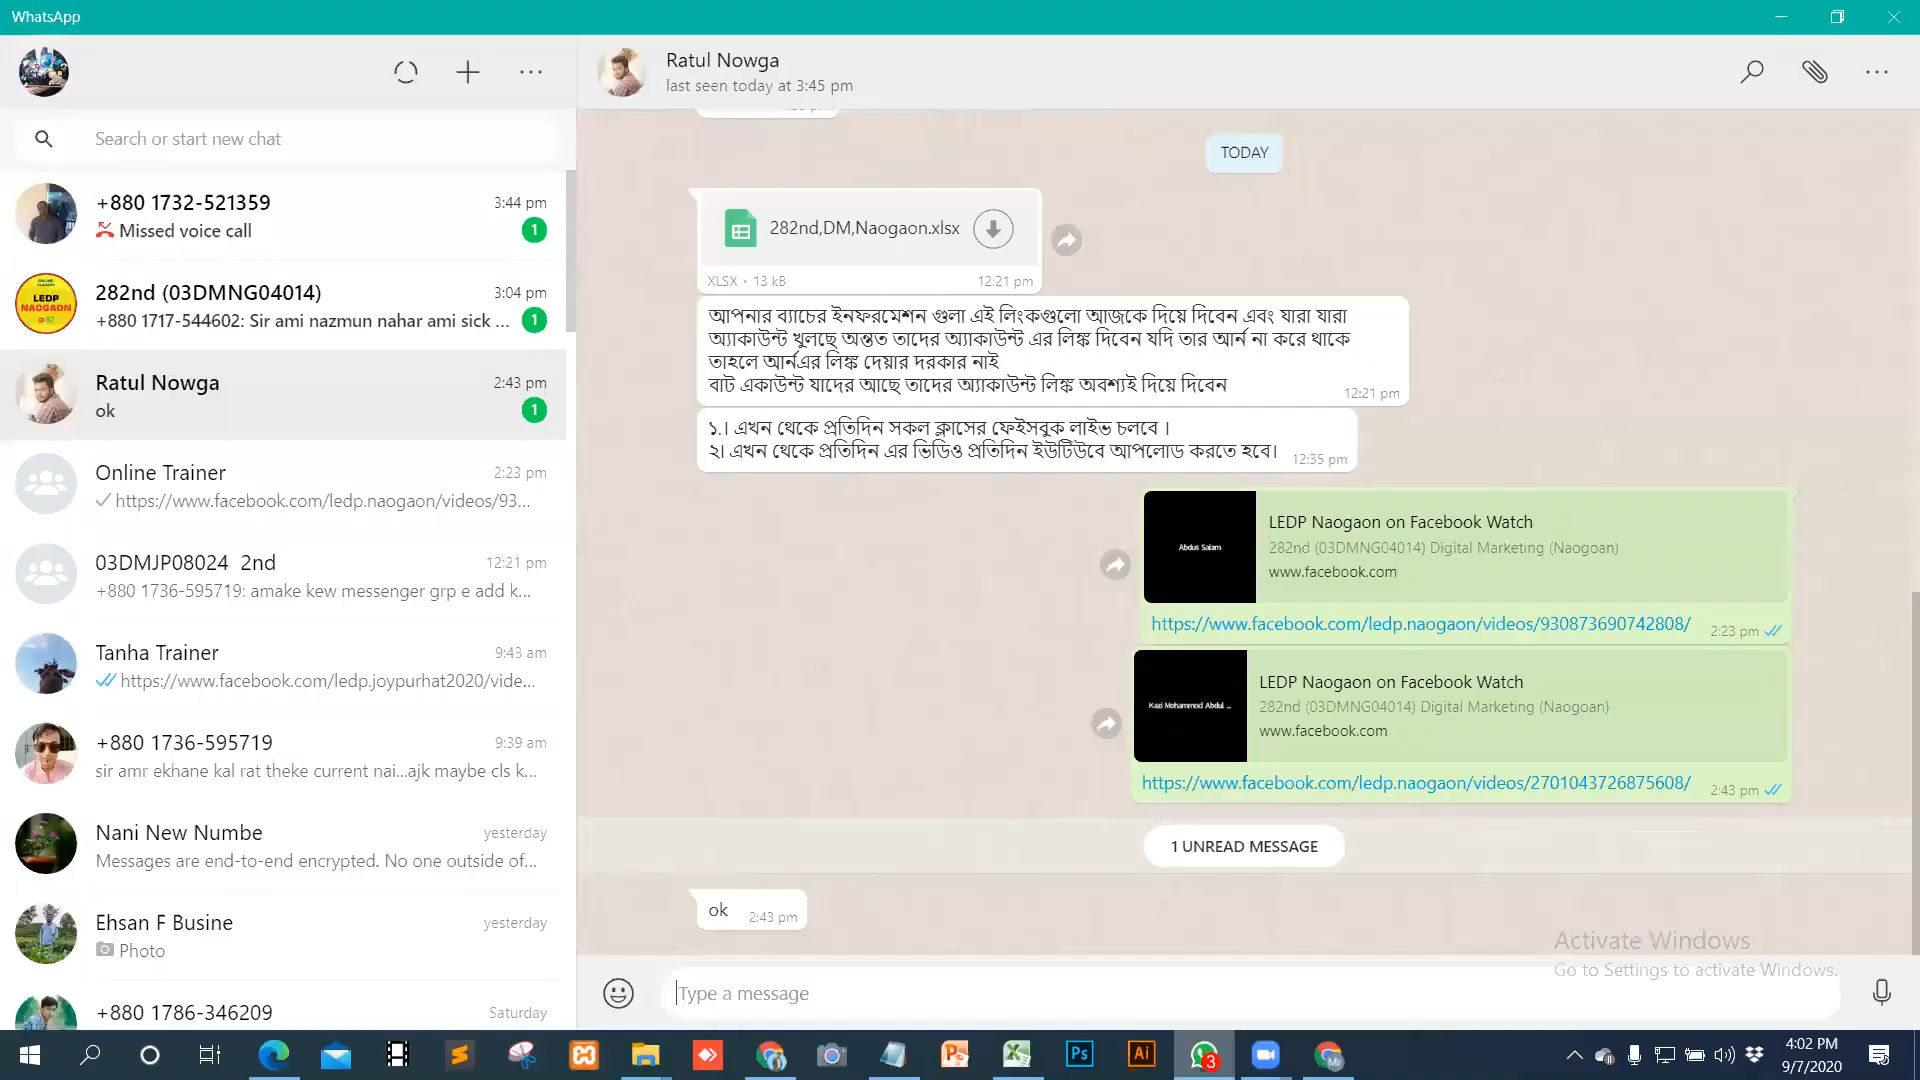 WhatsApp
Search or start new chat
+880 1732-521359
3:44 pm
Missed voice call
1
282nd (03DMNG04014)
3:04 pm
+880 1717-544602: Sir ami nazmun nahar ami sick ...
1
Ratul Nowga
2:43 pm
ok
1
Online Trainer
2:23 pm
https://www.facebook.com/ledp.naogaon/videos/93...
03DMJP08024 2nd
12:21 pm
+880 1736-595719: amake kew messenger grp e add k...
Tanha Trainer
9:43 am
https://www.facebook.com/ledp.joypurhat2020/vide...
+880 1736-595719
9:39 am
sir amr ekhane kal rat theke current nai...ajk maybe cls k...
Nani New Numbe
yesterday
Messages are end-to-end encrypted. No one outside of...
Ehsan F Busine
yesterday
Photo
+880 1786-346209
Saturday
Ratul Nowga
last seen today at 3:45 pm
TODAY
282nd,DM,Naogaon.xlsx
XLSX • 13 kB
12:21 pm
আপনার ব্যাচের ইনফরমেশন গুলা এই লিংকগুলো আজকে দিয়ে দিবেন এবং যারা যারা
অ্যাকাউন্ট খুলছে অন্তত তাদের অ্যাকাউন্ট এর লিঙ্ক দিবেন যদি তার আর্ন না করে থাকে
তাহলে আর্নএর লিঙ্ক দেয়ার দরকার নাই
বাট একাউন্ট যাদের আছে তাদের অ্যাকাউন্ট লিঙ্ক অবশ্যই দিয়ে দিবেন
12:21 pm
১.। এখন থেকে প্রতিদিন সকল ক্লাসের ফেইসবুক লাইভ চলবে ।
২। এখন থেকে প্রতিদিন এর ভিডিও প্রতিদিন ইউটিউবে আপলোড করতে হবে।
12:35 pm
Abdus Salam
LEDP Naogaon on Facebook Watch
282nd (03DMNG04014) Digital Marketing (Naogoan)
www.facebook.com
https://www.facebook.com/ledp.naogaon/videos/930873690742808/
2:23 pm
Kazi Mohammod Abdul ...
LEDP Naogaon on Facebook Watch
282nd (03DMNG04014) Digital Marketing (Naogoan)
www.facebook.com
https://www.facebook.com/ledp.naogaon/videos/2701043726875608/
2:43 pm
1 UNREAD MESSAGE
ok
2:43 pm
Activate Windows
Go to Settings to activate Windows.
Type a message
3
4:02 PM
9/7/2020